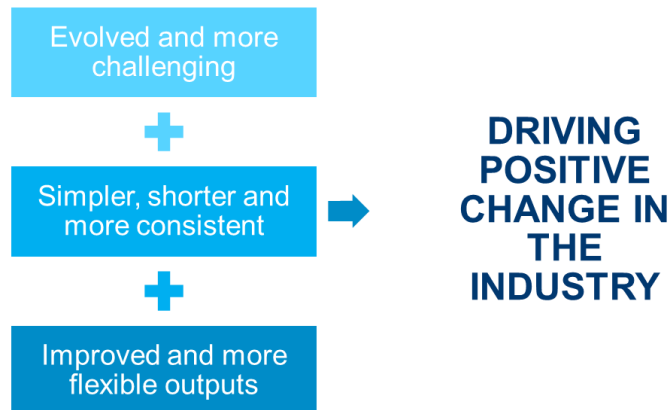 Evolved and more
challenging
Simpler, shorter and
more consistent
Improved and more
flexible outputs
DRIVING
POSITIVE
CHANGE IN
THE
INDUSTRY